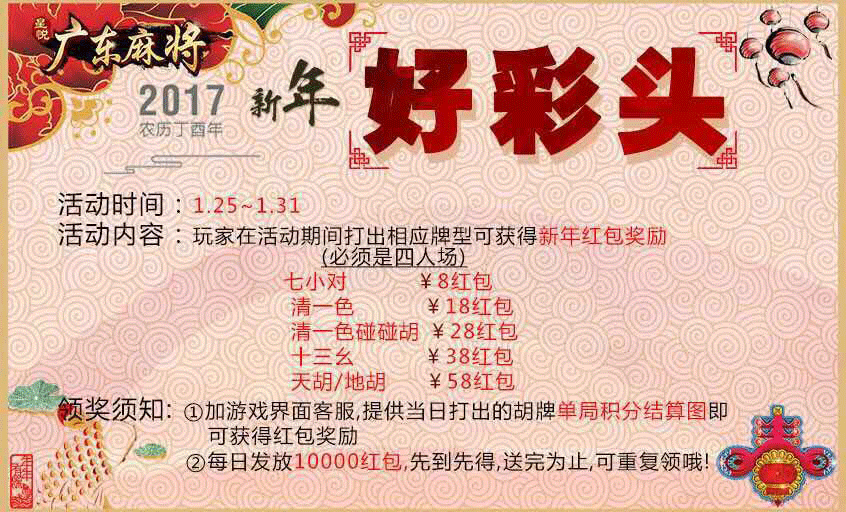 星悦
广东麻将
2017
农历丁酉年
新年
好彩头
活动时间：1.25~1.31
活动内容：玩家在活动期间打出相应牌型可获得新年红包奖励
(必须是四人场)
七小对 ￥8红包
清一色 ￥18红包
清一色碰碰胡 ￥28红包
十三幺 ￥38红包
天胡/地胡 ￥58红包
领奖须知：①加游戏界面客服,提供当日打出的胡牌单局积分结算图即
可获得红包奖励
②每日发放10000红包,先到先得,送完为止,可重复领哦!